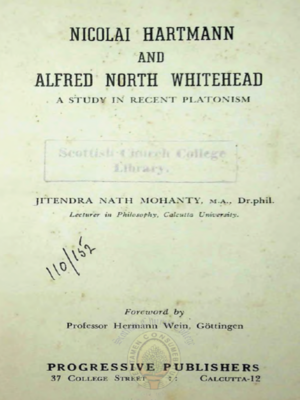 NICOLAI HARTMANN
AND
ALFRED NORTH WHITEHEAD
A STUDY IN RECENT PLATONISM
Scottish Church College
Library.
JITENDRA NATH MOHANTY, M.A., Dr.phil.
Lecturer in Philosophy, Calcutta University.
110/152
Foreword by
Professor Hermann Wein, Göttingen
PROGRESSIVE PUBLISHERS
37 COLLEGE STREET :: CALCUTTA-12